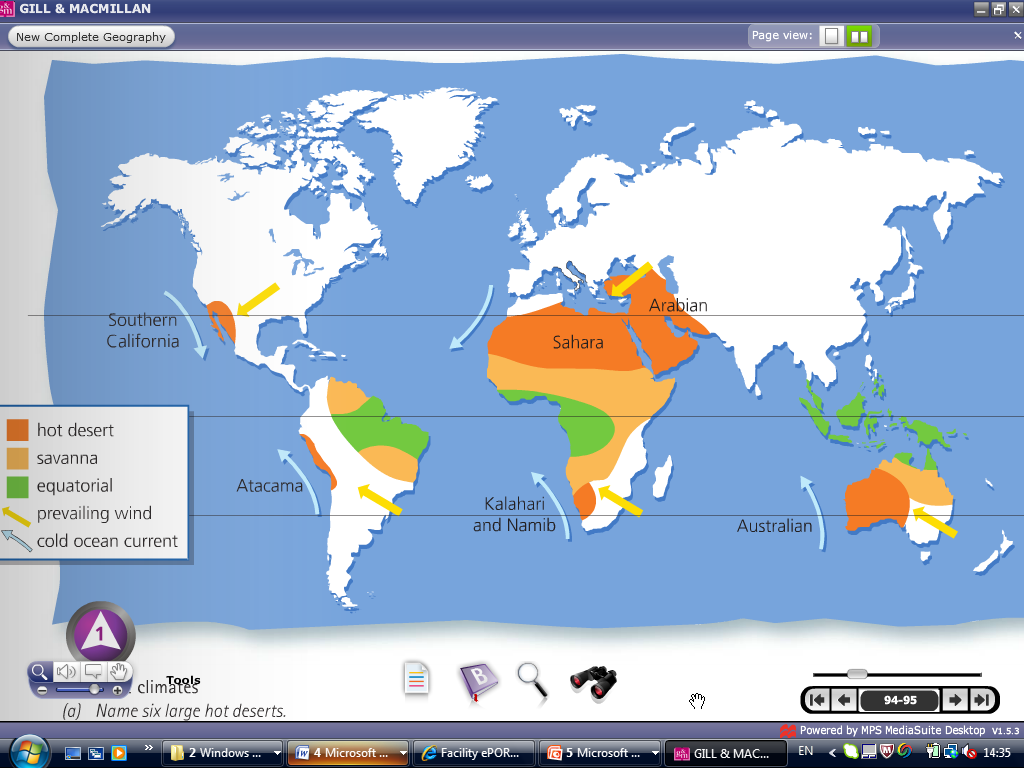 GILL & MACMILLAN
New Complete Geography
Page view:
Arabian
Southern
California
Sahara
hot desert
savanna
equatorial
prevailing wind
cold ocean current
Atacama
Kalahari
and Namib
Australian
1
Tools
climates
(a) Name six large hot deserts.
B
94-95
Powered by MPS MediaSuite Desktop v1.5.3
2 Windows ...
4 Microsoft ...
Facility ePOR...
5 Microsoft ...
GILL & MAC...
EN
14:35